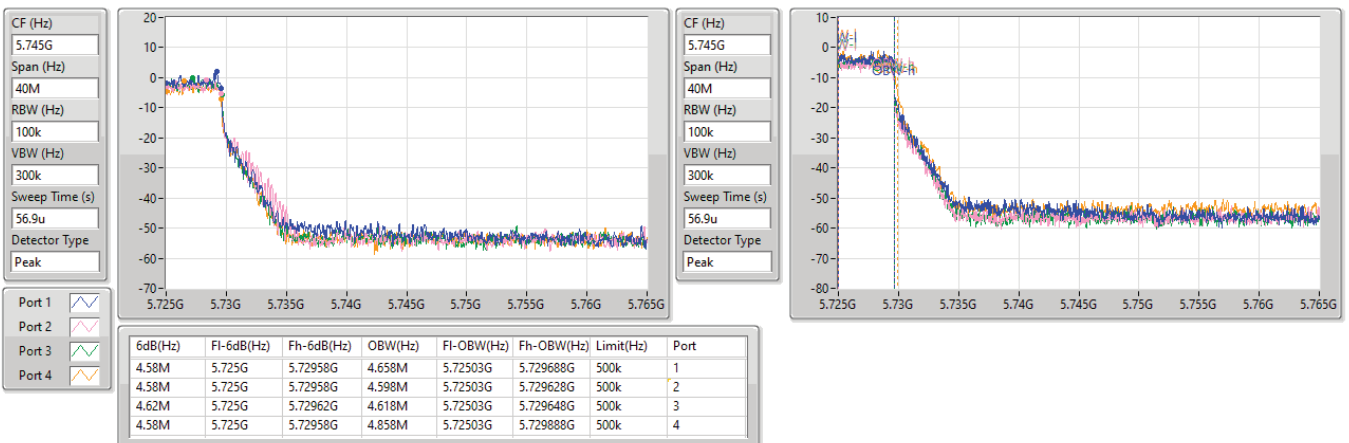 CF (Hz)
5.745G
Span (Hz)
40M
RBW (Hz)
100k
VBW (Hz)
300k
Sweep Time (s)
56.9u
Detector Type
Peak
20
10
0
-10
-20
-30
-40
-50
-60
-70
5.725G 5.73G 5.735G 5.74G 5.745G 5.75G 5.755G 5.76G 5.765G
CF (Hz)
5.745G
Span (Hz)
40M
RBW (Hz)
100k
VBW (Hz)
300k
Sweep Time (s)
56.9u
Detector Type
Peak
10
0
-10
-20
-30
-40
-50
-60
-70
-80
5.725G 5.73G 5.735G 5.74G 5.745G 5.75G 5.755G 5.76G 5.765G
Port 1
Port 2
Port 3
Port 4
6dB(Hz) Fl-6dB(Hz) Fh-6dB(Hz) OBW(Hz) Fl-OBW(Hz) Fh-OBW(Hz) Limit(Hz) Port
4.58M 5.725G 5.72958G 4.658M 5.72503G 5.729688G 500k 1
4.58M 5.725G 5.72958G 4.598M 5.72503G 5.729628G 500k 2
4.62M 5.725G 5.72962G 4.618M 5.72503G 5.729648G 500k 3
4.58M 5.725G 5.72958G 4.858M 5.72503G 5.729888G 500k 4